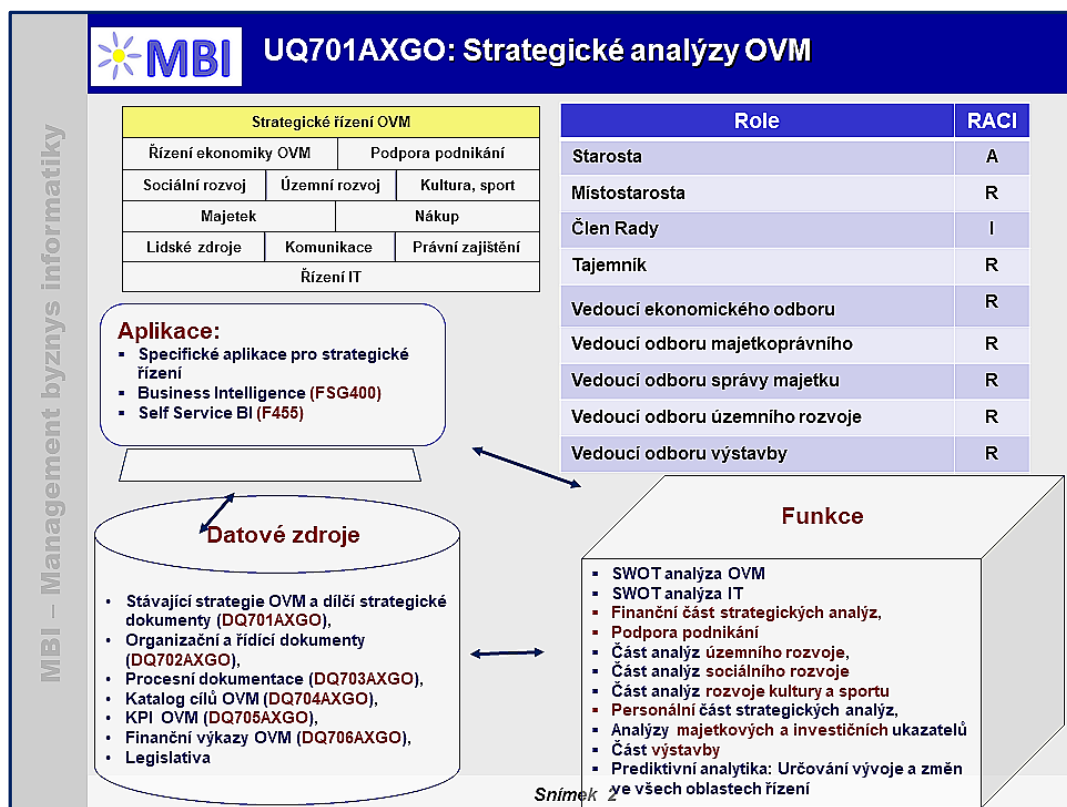 MBI
UQ701AXGO: Strategické analýzy OVM
MBI – Management byznys informatiky
Strategické řízení OVM
Řízení ekonomiky OVM
Podpora podnikání
Sociální rozvoj
Územní rozvoj
Kultura, sport
Majetek
Nákup
Lidské zdroje
Komunikace
Právní zajištění
Řízení IT
Role RACI
Starosta A
Místostarosta R
Člen Rady I
Tajemník R
Vedoucí ekonomického odboru R
Vedoucí odboru majetkoprávního R
Vedoucí odboru správy majetku R
Vedoucí odboru územního rozvoje R
Vedoucí odboru výstavby R
Aplikace:
▪ Specifické aplikace pro strategické
řízení
▪ Business Intelligence (FSG400)
▪ Self Service BI (F455)
Datové zdroje
• Stávající strategie OVM a dílčí strategické
dokumenty (DQ701AXGO),
• Organizační a řídící dokumenty
(DQ702AXGO),
• Procesní dokumentace (DQ703AXGO),
• Katalog cílů OVM (DQ704AXGO),
• KPI OVM (DQ705AXGO),
• Finanční výkazy OVM (DQ706AXGO),
• Legislativa
Funkce
▪ SWOT analýza OVM
▪ SWOT analýza IT
▪ Finanční část strategických analýz,
▪ Podpora podnikání
▪ Část analýz územního rozvoje,
▪ Část analýz sociálního rozvoje
▪ Část analýz rozvoje kultury a sportu
▪ Personální část strategických analýz,
▪ Analýzy majetkových a investičních ukazatelů
▪ Část výstavby
▪ Prediktivní analytika: Určování vývoje a změn
ve všech oblastech řízení
Snímek 2